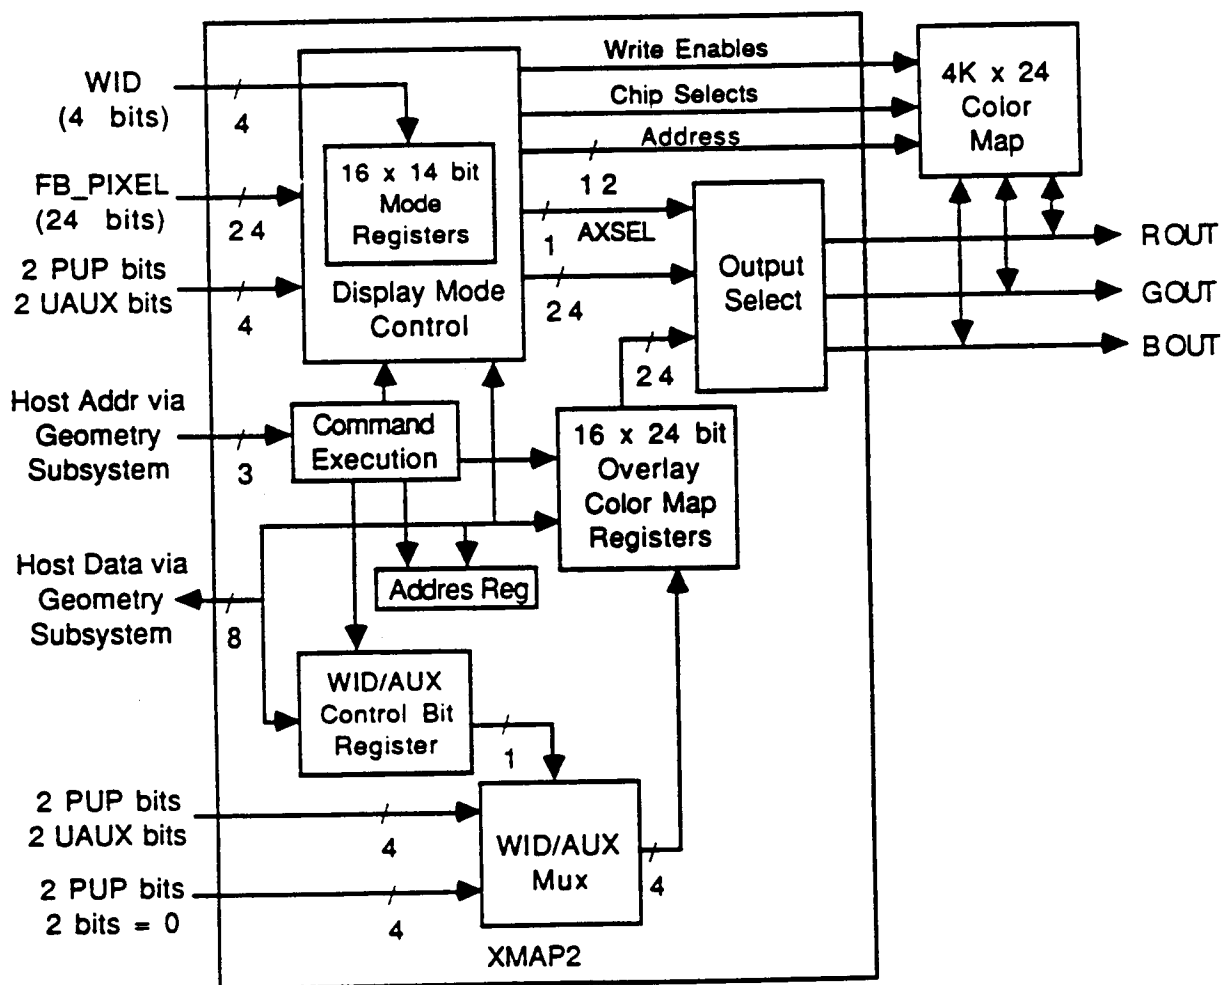 WID
(4 bits)
4
FB_PIXEL
(24 bits)
24
2 PUP bits
2 UAUX bits
4
Host Addr via
Geometry
Subsystem
3
Host Data via
Geometry
Subsystem
8
2 PUP bits
2 UAUX bits
4
2 PUP bits
2 bits = 0
4
16 x 14 bit
Mode
Registers
Display Mode
Control
Command
Execution
Addres Reg
WID/AUX
Control Bit
Register
1
WID/AUX
Mux
4
XMAP2
Write Enables
Chip Selects
Address
12
1
AXSEL
24
24
16 x 24 bit
Overlay
Color Map
Registers
Output
Select
4K x 24
Color
Map
ROUT
GOUT
BOUT